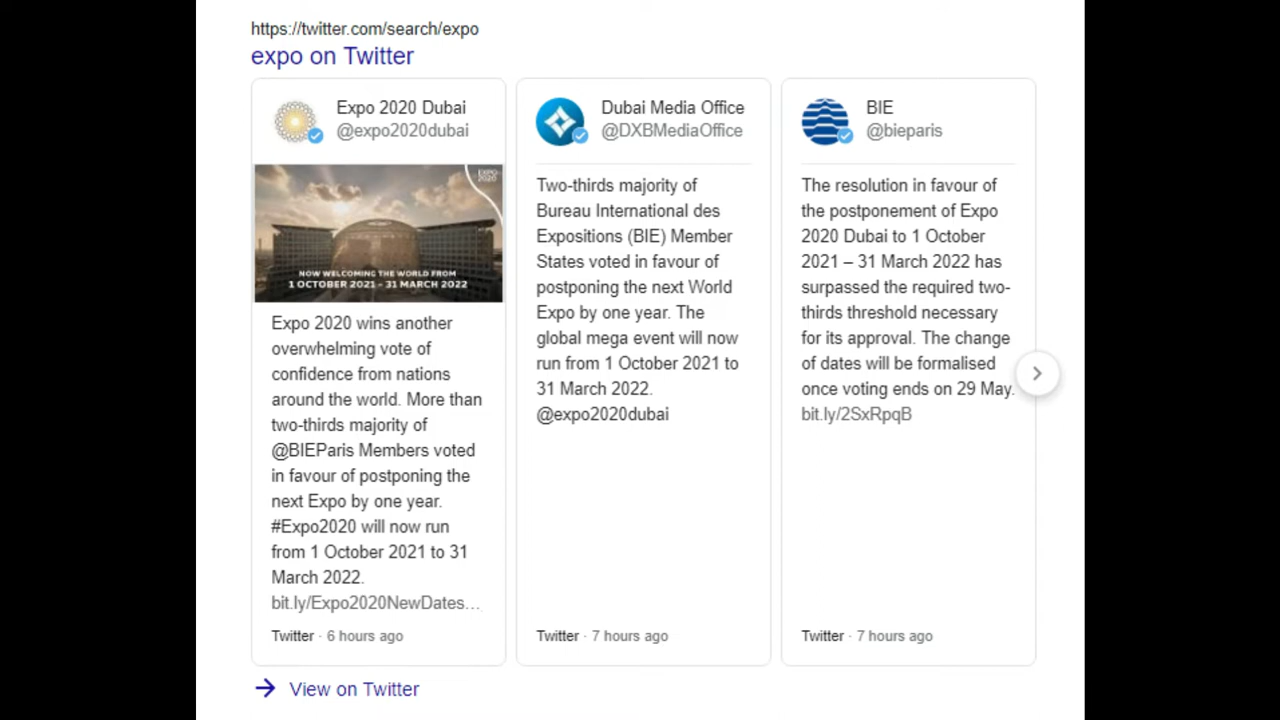 https://twitter.com/search/expo
expo on Twitter
Expo 2020 Dubai
@expo2020dubai
EXPO
2020
NOW WELCOMING THE WORLD FROM
1 OCTOBER 2021 - 31 MARCH 2022
Expo 2020 wins another
overwhelming vote of
confidence from nations
around the world. More than
two-thirds majority of
@BIEParis Members voted
in favour of postponing the
next Expo by one year.
#Expo2020 will now run
from 1 October 2021 to 31
March 2022.
bit.ly/Expo2020NewDates...
Twitter · 6 hours ago
Dubai Media Office
@DXBMediaOffice
Two-thirds majority of
Bureau International des
Expositions (BIE) Member
States voted in favour of
postponing the next World
Expo by one year. The
global mega event will now
run from 1 October 2021 to
31 March 2022.
@expo2020dubai
Twitter · 7 hours ago
BIE
@bieparis
The resolution in favour of
the postponement of Expo
2020 Dubai to 1 October
2021 – 31 March 2022 has
surpassed the required two-
thirds threshold necessary
for its approval. The change
of dates will be formalised
once voting ends on 29 May.
bit.ly/2SxRpqB
Twitter · 7 hours ago
View on Twitter